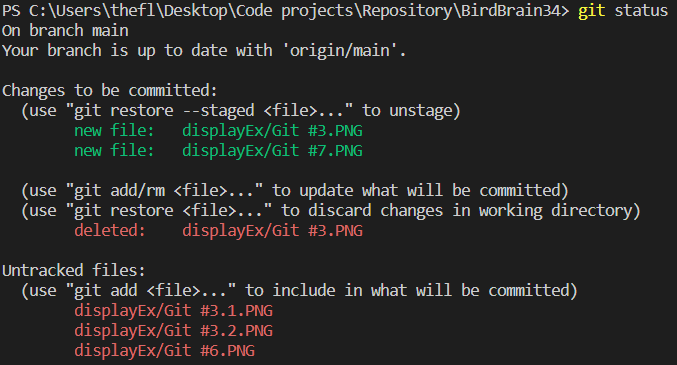 PS C:\Users\thefl\Desktop\Code projects\Repository\BirdBrain34> git status
On branch main
Your branch is up to date with 'origin/main'.
Changes to be committed:
(use "git restore --staged <file>..." to unstage)
new file: displayEx/Git #3.PNG
new file: displayEx/Git #7.PNG
(use "git add/rm <file>..." to update what will be committed)
(use "git restore <file>..." to discard changes in working directory)
deleted: displayEx/Git #3.PNG
Untracked files:
(use "git add <file>..." to include in what will be committed)
displayEx/Git #3.1.PNG
displayEx/Git #3.2.PNG
displayEx/Git #6.PNG